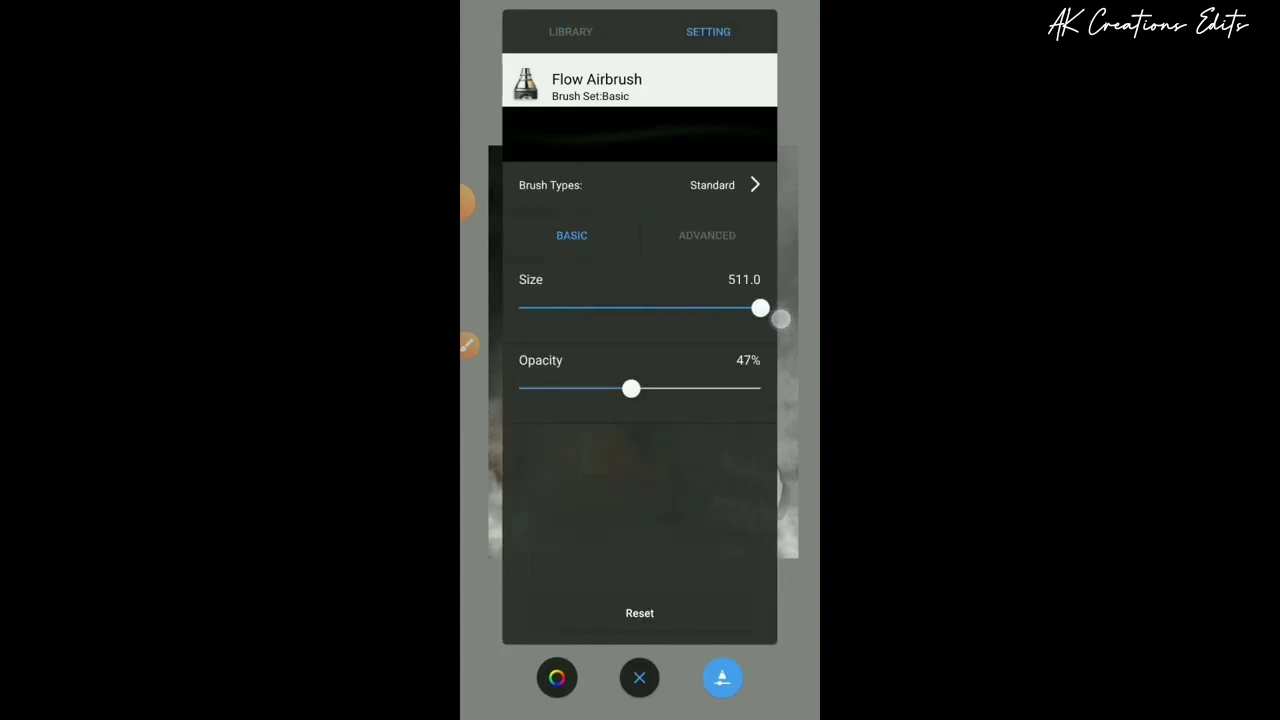 AK Creations Edits
LIBRARY SETTING
Flow Airbrush
Brush Set:Basic
Brush Types: Standard
BASIC ADVANCED
Size 511.0
Opacity 47%
Reset